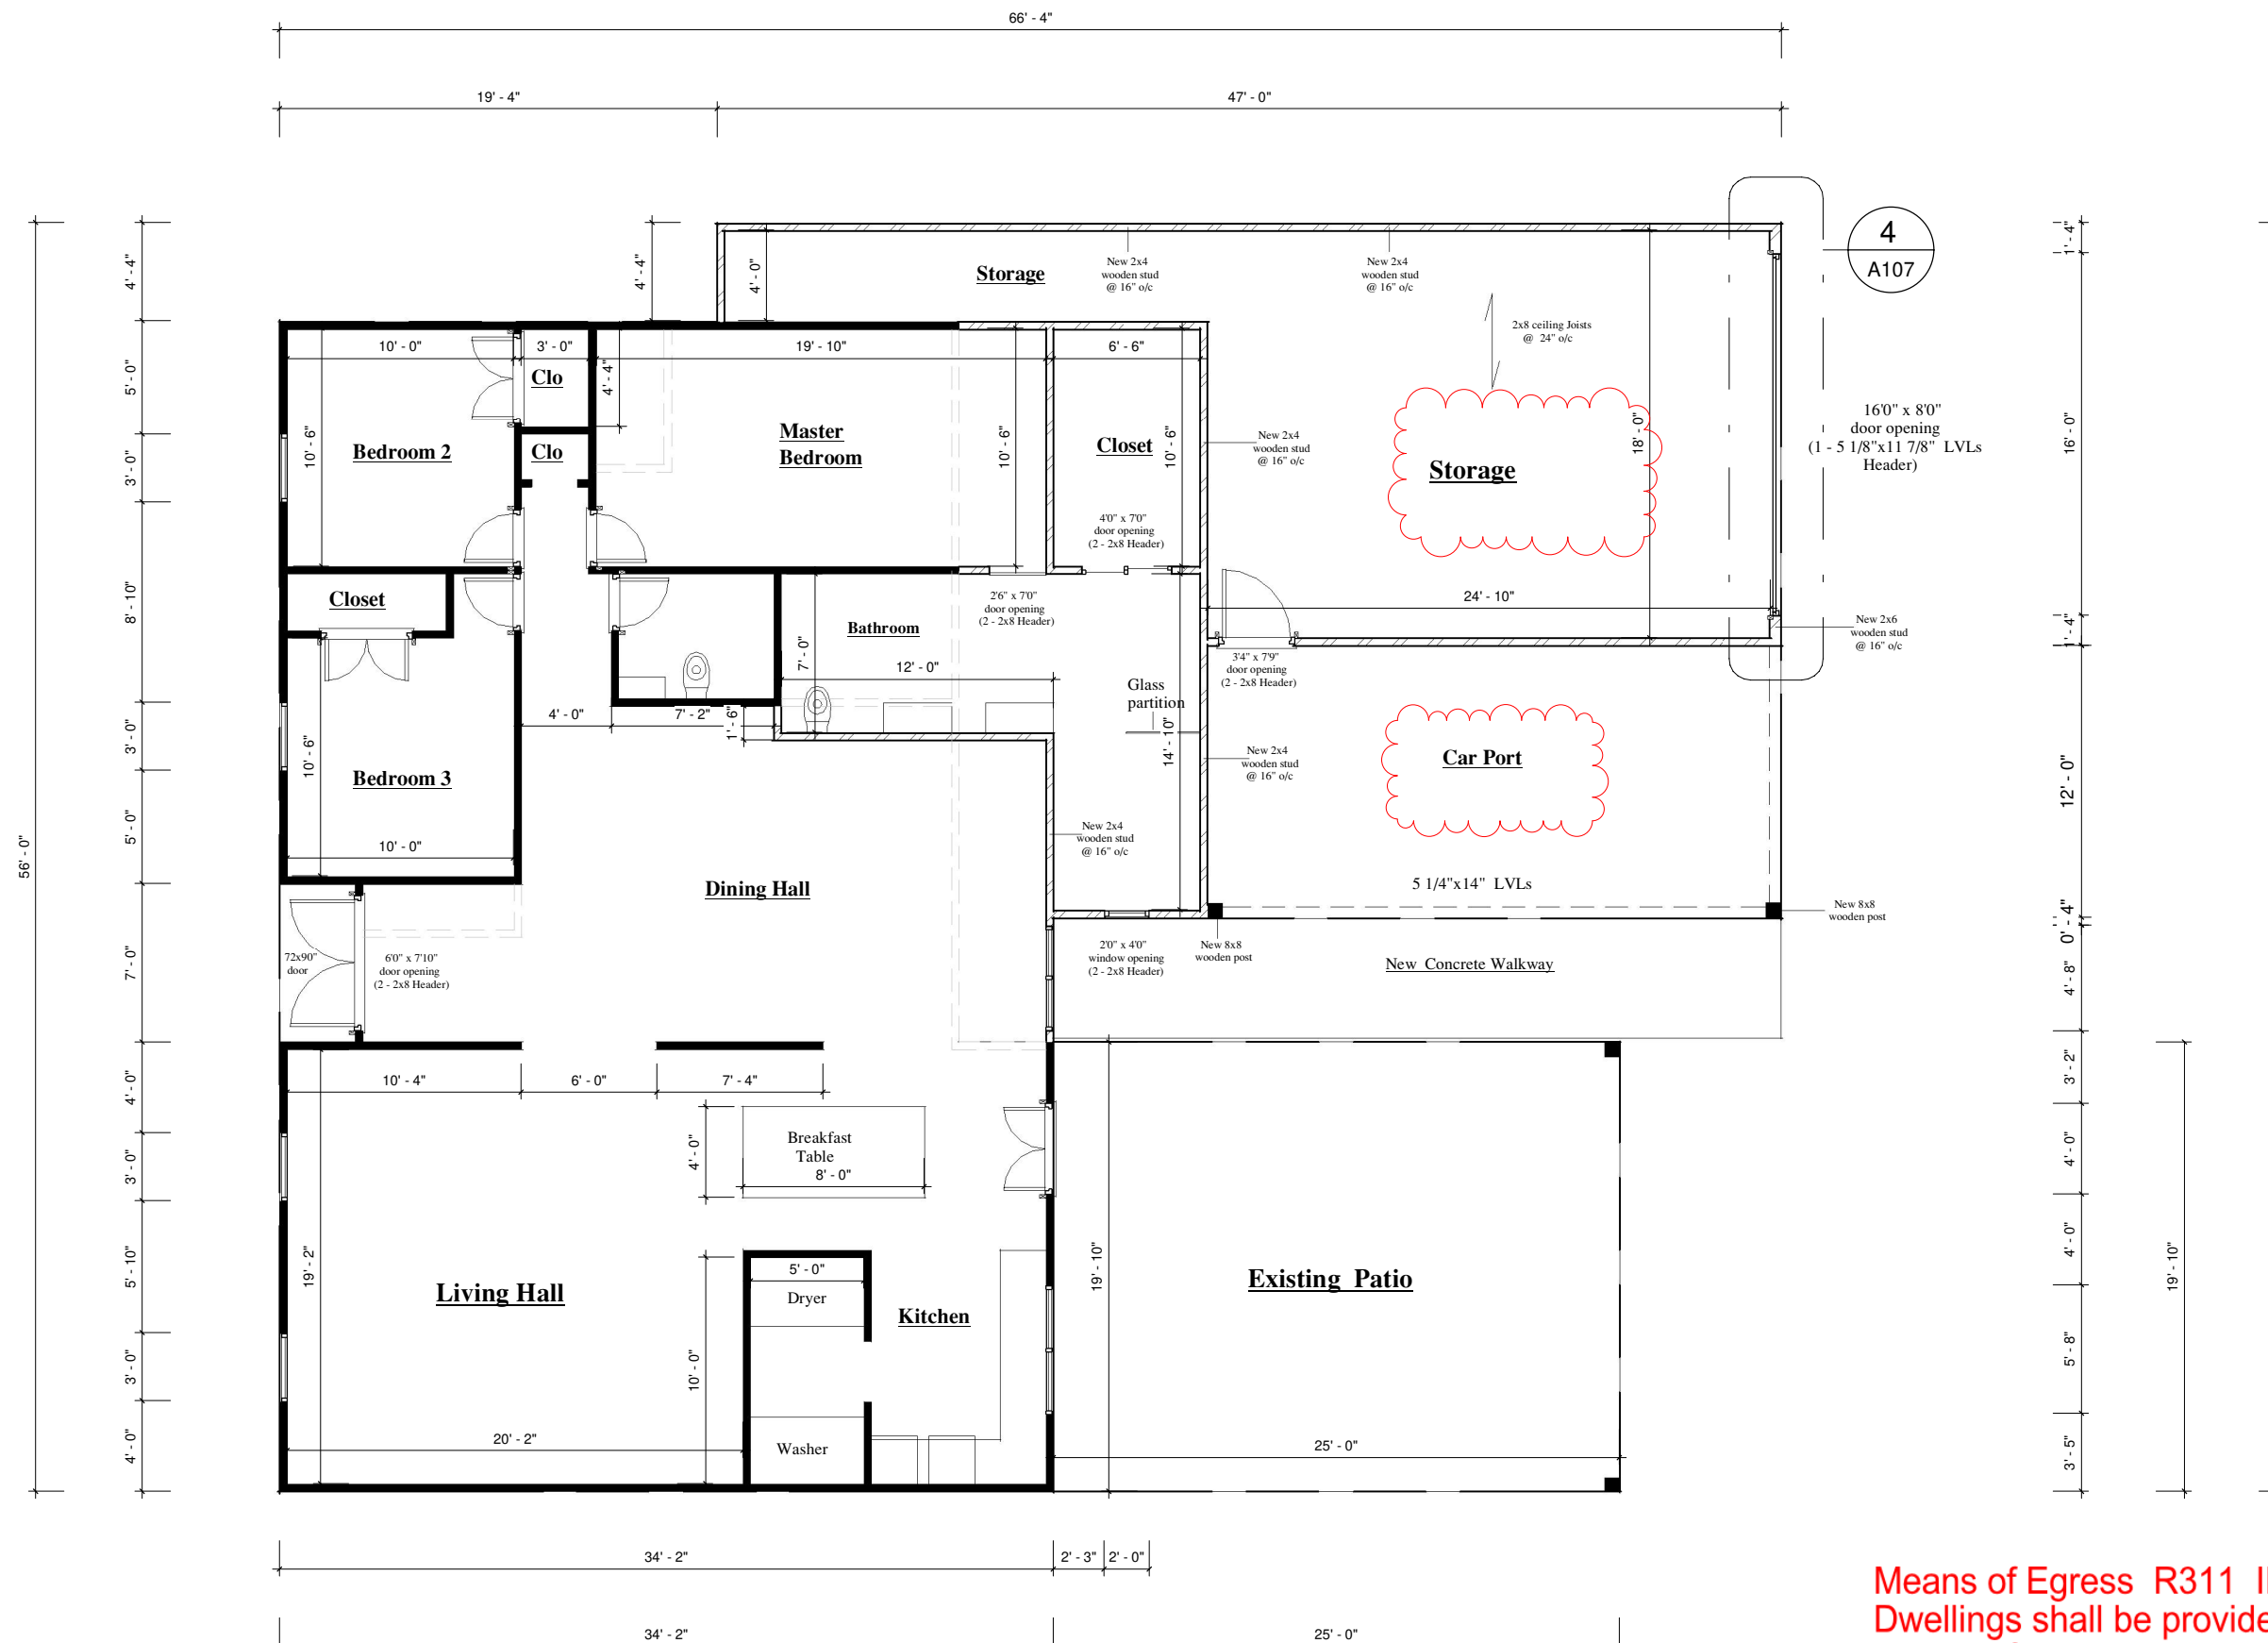 66' - 4"
19' - 4"
47' - 0"
4
A107
56' - 0"
4' - 4"
5' - 0"
3' - 0"
8' - 10"
3' - 0"
5' - 0"
7' - 0"
4' - 0"
3' - 0"
5' - 10"
3' - 0"
4' - 0"
4' - 4"
4' - 0"
Storage
New 2x4
wooden stud
@ 16" o/c
New 2x4
wooden stud
@ 16" o/c
2x8 ceiling Joists
@ 24" o/c
10' - 0"
3' - 0"
19' - 10"
6' - 6"
Clo
4' - 4"
10' - 6"
Bedroom 2
Clo
Master
Bedroom
10' - 6"
Closet
10' - 6"
New 2x4
wooden stud
@ 16" o/c
Storage
18' - 0"
16'0" x 8'0"
door opening
(1 - 5 1/8"x11 7/8" LVLs
Header)
4'0" x 7'0"
door opening
(2 - 2x8 Header)
Closet
2'6" x 7'0"
door opening
(2 - 2x8 Header)
24' - 10"
Bathroom
7' - 0"
12' - 0"
3'4" x 7'9"
door opening
(2 - 2x8 Header)
New 2x6
wooden stud
@ 16" o/c
Glass
partition
4' - 0"
7' - 2"
1' - 6"
14' - 10"
New 2x4
wooden stud
@ 16" o/c
Car Port
10' - 6"
Bedroom 3
10' - 0"
New 2x4
wooden stud
@ 16" o/c
Dining Hall
5 1/4"x14" LVLs
New 8x8
wooden post
72x90"
door
6'0" x 7'10"
door opening
(2 - 2x8 Header)
2'0" x 4'0"
window opening
(2 - 2x8 Header)
New 8x8
wooden post
New Concrete Walkway
10' - 4"
6' - 0"
7' - 4"
4' - 0"
Breakfast
Table
8' - 0"
19' - 2"
Living Hall
5' - 0"
Dryer
Kitchen
10' - 0"
20' - 2"
Washer
19' - 10"
Existing Patio
25' - 0"
1' - 4"
16' - 0"
1' - 4"
12' - 0"
0' - 4"
4' - 8"
3' - 2"
4' - 0"
4' - 0"
5' - 8"
3' - 5"
19' - 10"
34' - 2"
2' - 3"
2' - 0"
34' - 2"
25' - 0"
Means of Egress R311
Dwellings shall be